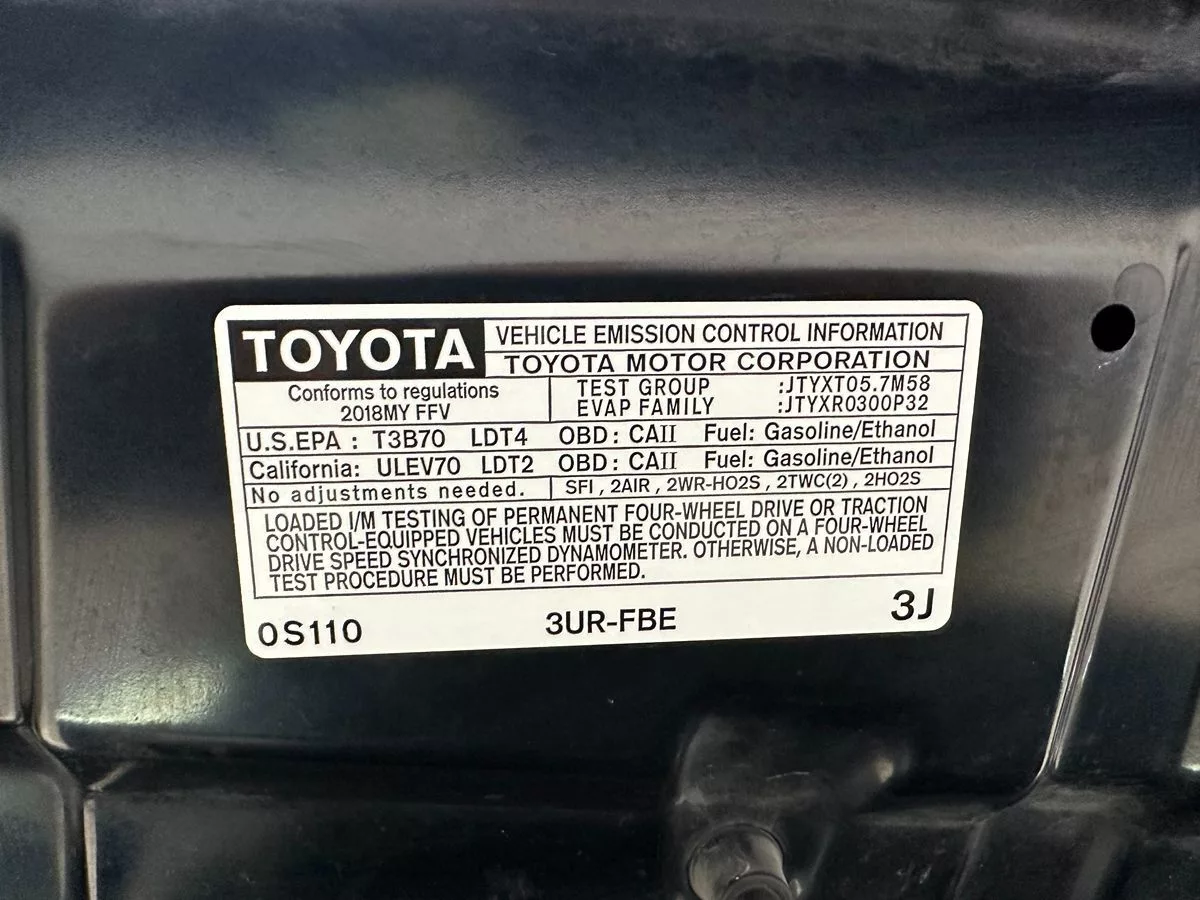 TOYOTA
VEHICLE EMISSION CONTROL INFORMATION
TOYOTA MOTOR CORPORATION
Conforms to regulations
2018MY FFV
TEST GROUP :JTYXT05.7M58
EVAP FAMILY :JTYXR0300P32
U.S.EPA : T3B70 LDT4 OBD : CAII Fuel: Gasoline/Ethanol
California: ULEV70 LDT2 OBD : CAII Fuel: Gasoline/Ethanol
No adjustments needed. SFI , 2AIR , 2WR-HO2S , 2TWC(2) , 2HO2S
LOADED I/M TESTING OF PERMANENT FOUR-WHEEL DRIVE OR TRACTION
CONTROL-EQUIPPED VEHICLES MUST BE CONDUCTED ON A FOUR-WHEEL
DRIVE SPEED SYNCHRONIZED DYNAMOMETER. OTHERWISE, A NON-LOADED
TEST PROCEDURE MUST BE PERFORMED.
0S110 3UR-FBE 3J